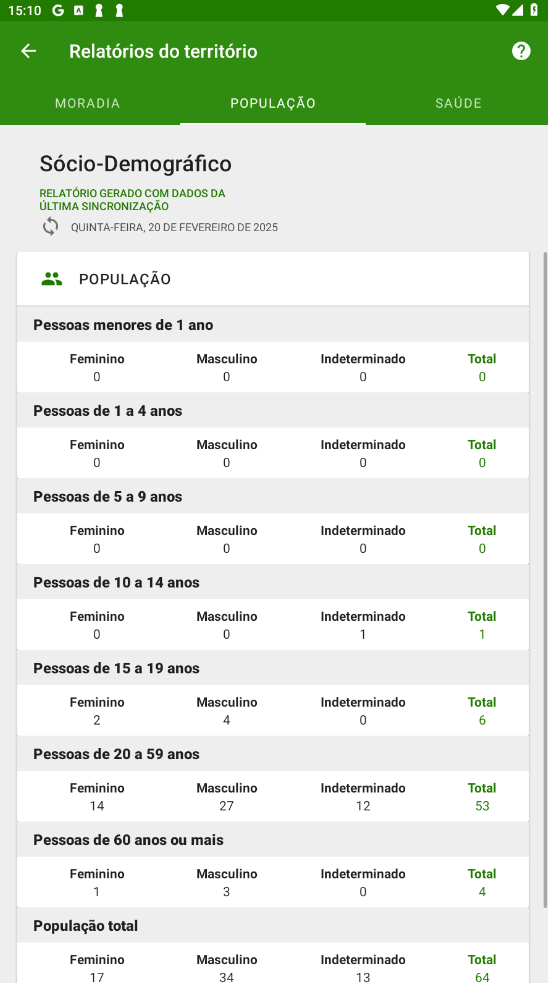 15:10
Relatórios do território
MORADIA POPULAÇÃO SAÚDE
Sócio-Demográfico
RELATÓRIO GERADO COM DADOS DA
ÚLTIMA SINCRONIZAÇÃO
QUINTA-FEIRA, 20 DE FEVEREIRO DE 2025
POPULAÇÃO
Pessoas menores de 1 ano
Feminino Masculino Indeterminado Total
0 0 0 0
Pessoas de 1 a 4 anos
Feminino Masculino Indeterminado Total
0 0 0 0
Pessoas de 5 a 9 anos
Feminino Masculino Indeterminado Total
0 0 0 0
Pessoas de 10 a 14 anos
Feminino Masculino Indeterminado Total
0 0 1 1
Pessoas de 15 a 19 anos
Feminino Masculino Indeterminado Total
2 4 0 6
Pessoas de 20 a 59 anos
Feminino Masculino Indeterminado Total
14 27 12 53
Pessoas de 60 anos ou mais
Feminino Masculino Indeterminado Total
1 3 0 4
População total
Feminino Masculino Indeterminado Total
17 34 13 64